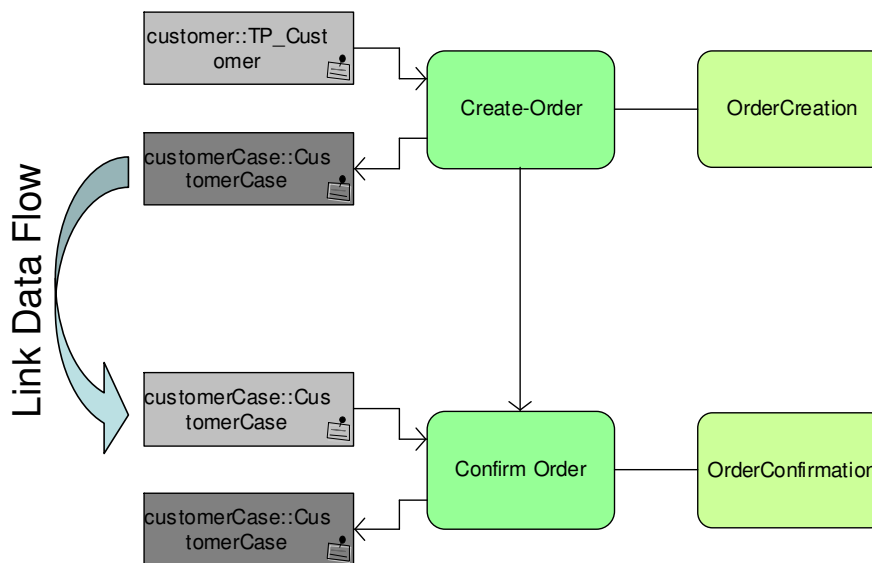 customer::TP_Cust
omer
Create-Order
OrderCreation
customerCase::Cus
tomerCase
Link Data Flow
customerCase::Cus
tomerCase
Confirm Order
OrderConfirmation
customerCase::Cus
tomerCase